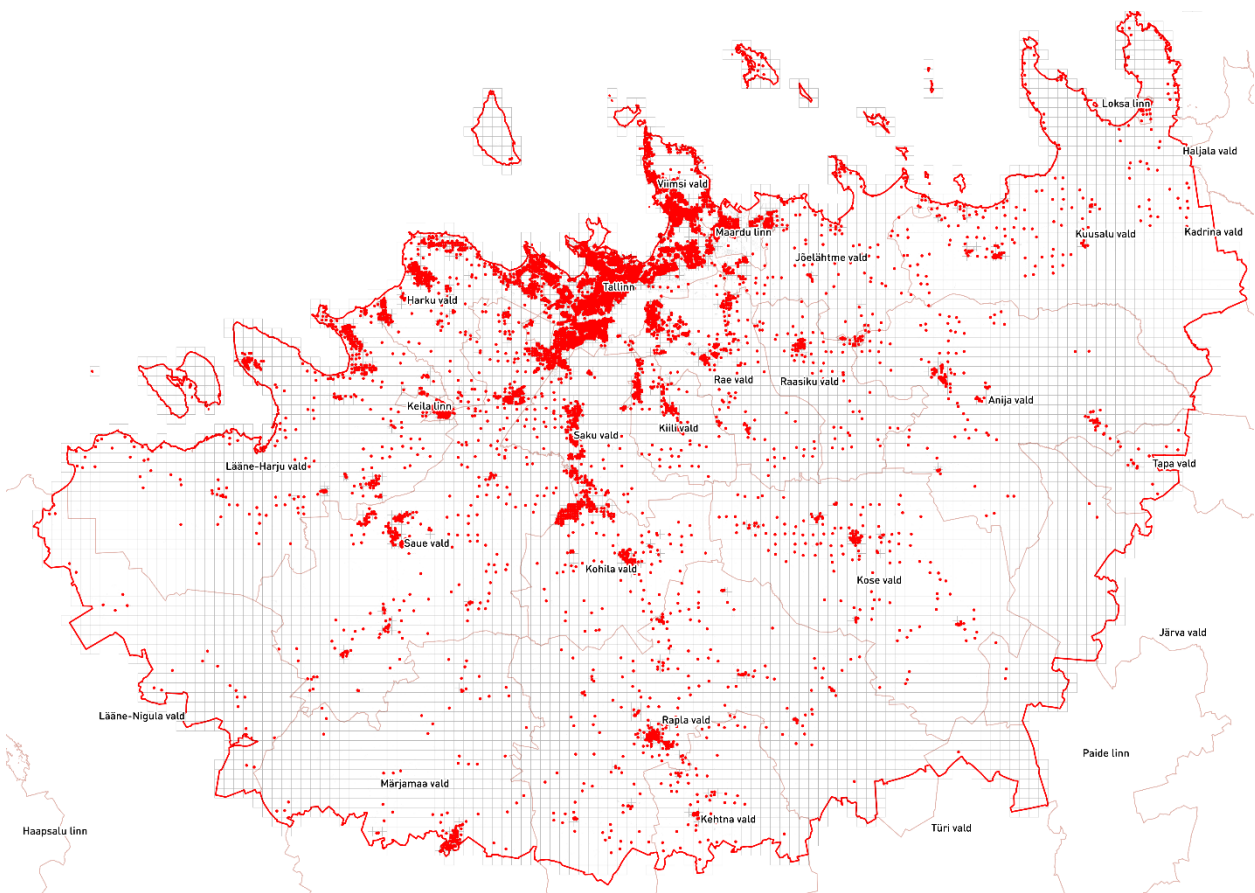 Loksa linn
Haljala vald
Viimsi vald
Maardu linn
Kuusalu vald
Kadrina vald
Jõelähtme vald
Tallinn
Harku vald
Rae vald
Raasiku vald
Anija vald
Keila linn
Kiili vald
Saku vald
Lääne-Harju vald
Tapa vald
Saue vald
Kohila vald
Kose vald
Järva vald
Lääne-Nigula vald
Rapla vald
Paide linn
Märjamaa vald
Kehtna vald
Haapsalu linn
Türi vald